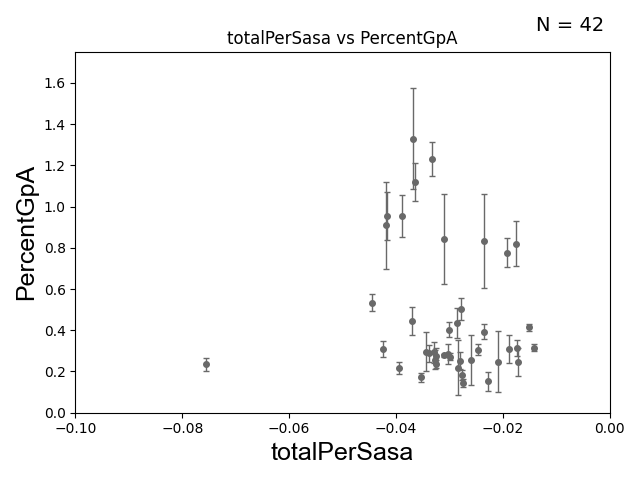 N = 42
totalPerSasa vs PercentGpA
PercentGpA
1.6
1.4
1.2
1.0
0.8
0.6
0.4
0.2
0.0
−0.10 −0.08 −0.06 −0.04 −0.02 0.00
totalPerSasa